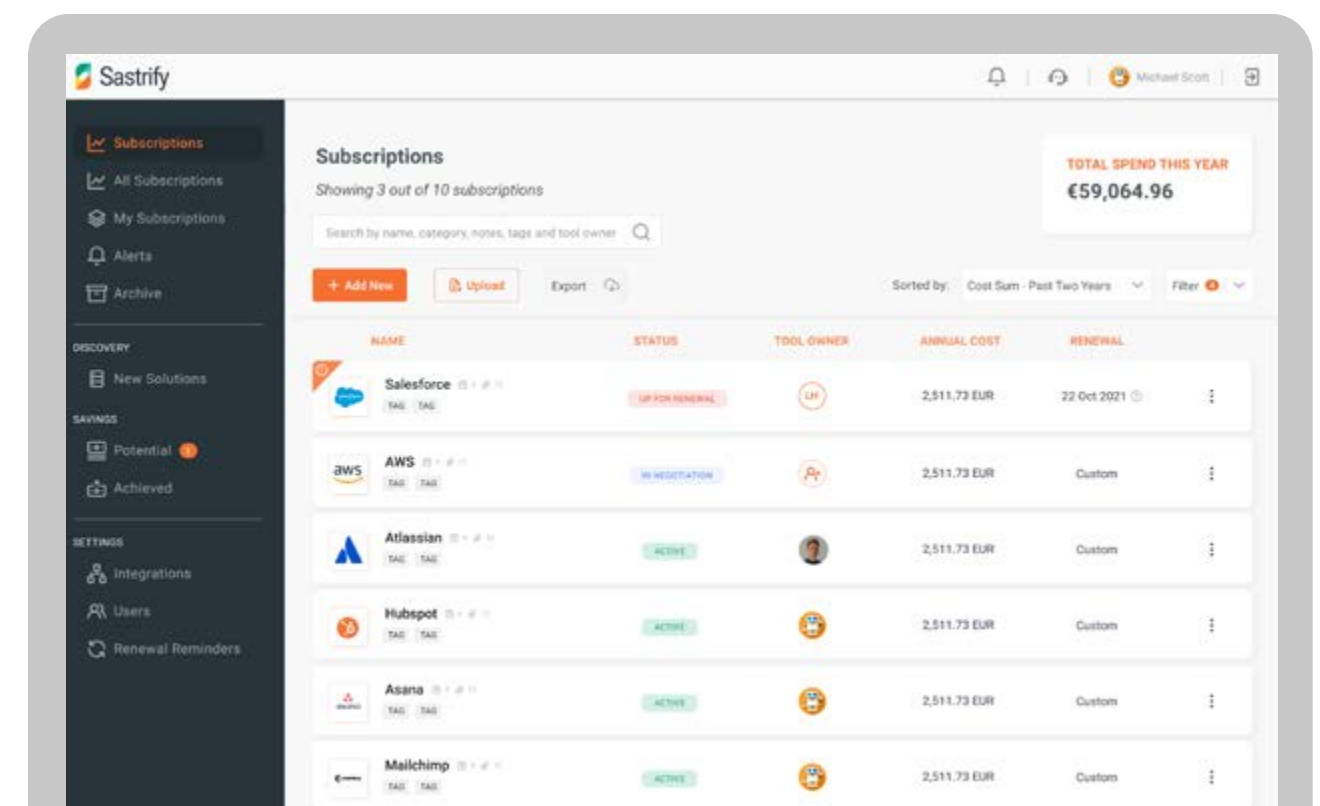 Sastrify
Michael Scott
Subscriptions
All Subscriptions
My Subscriptions
Alerts
Archive
DISCOVERY
New Solutions
SAVINGS
Potential
Achieved
SETTINGS
Integrations
Users
Renewal Reminders
Subscriptions
Showing 3 out of 10 subscriptions
TOTAL SPEND THIS YEAR
€59,064.96
Search by name, category, notes, tags and tool owner
+ Add New Upload Export Sorted by: Cost Sum - Past Two Years Filter
NAME STATUS TOOL OWNER ANNUAL COST RENEWAL
Salesforce
TAG TAG
UP FOR RENEWAL LH 2,511.73 EUR 22 Oct 2021
aws
AWS
TAG TAG
IN NEGOTIATION 2,511.73 EUR Custom
Atlassian
TAG TAG
ACTIVE 2,511.73 EUR Custom
Hubspot
TAG TAG
ACTIVE 2,511.73 EUR Custom
Asana
TAG TAG
ACTIVE 2,511.73 EUR Custom
Mailchimp
TAG TAG
ACTIVE 2,511.73 EUR Custom